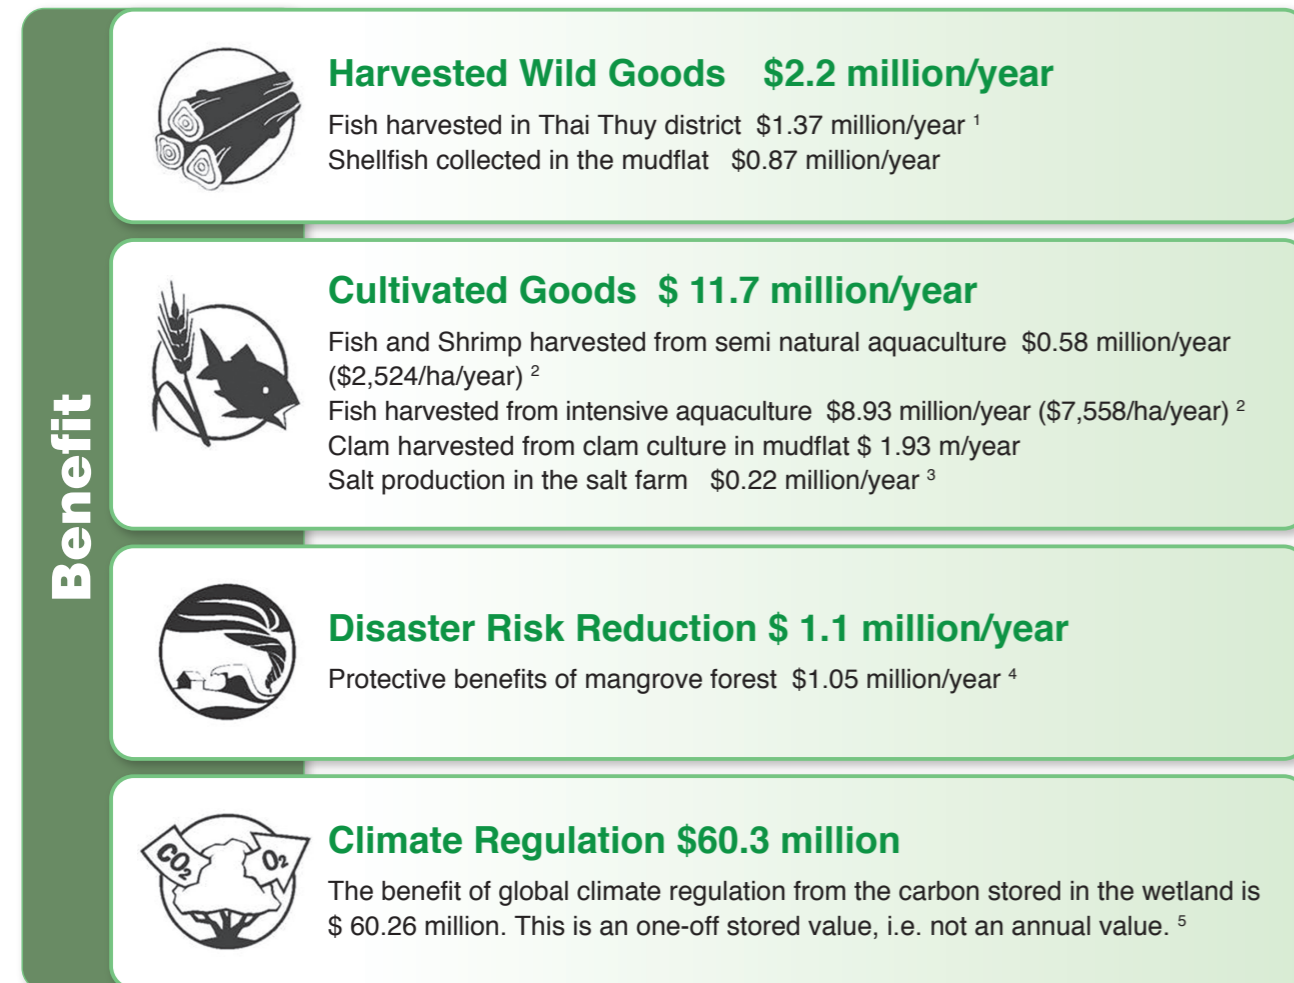 Benefit
Harvested Wild Goods $2.2 million/year
Fish harvested in Thai Thuy district $1.37 million/year 1
Shellfish collected in the mudflat $0.87 million/year
Cultivated Goods $ 11.7 million/year
Fish and Shrimp harvested from semi natural aquaculture $0.58 million/year
($2,524/ha/year) 2
Fish harvested from intensive aquaculture $8.93 million/year ($7,558/ha/year) 2
Clam harvested from clam culture in mudflat $ 1.93 m/year
Salt production in the salt farm $0.22 million/year 3
Disaster Risk Reduction $ 1.1 million/year
Protective benefits of mangrove forest $1.05 million/year 4
CO2
O2
Climate Regulation $60.3 million
The benefit of global climate regulation from the carbon stored in the wetland is
$ 60.26 million. This is an one-off stored value, i.e. not an annual value. 5